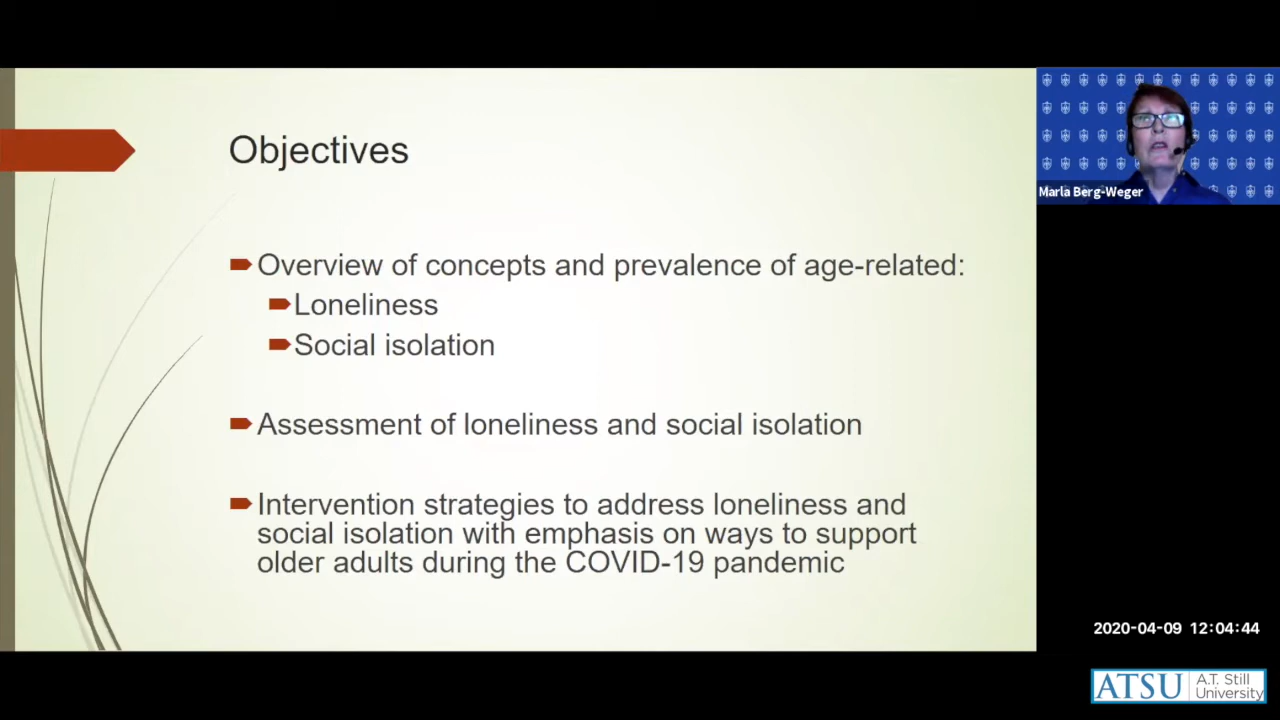 Objectives
Overview of concepts and prevalence of age-related:
Loneliness
Social isolation
Assessment of loneliness and social isolation
Intervention strategies to address loneliness and
social isolation with emphasis on ways to support
older adults during the COVID-19 pandemic
Marla Berg-Weger
2020-04-09 12:04:44
ATSU
A.T. Still
University